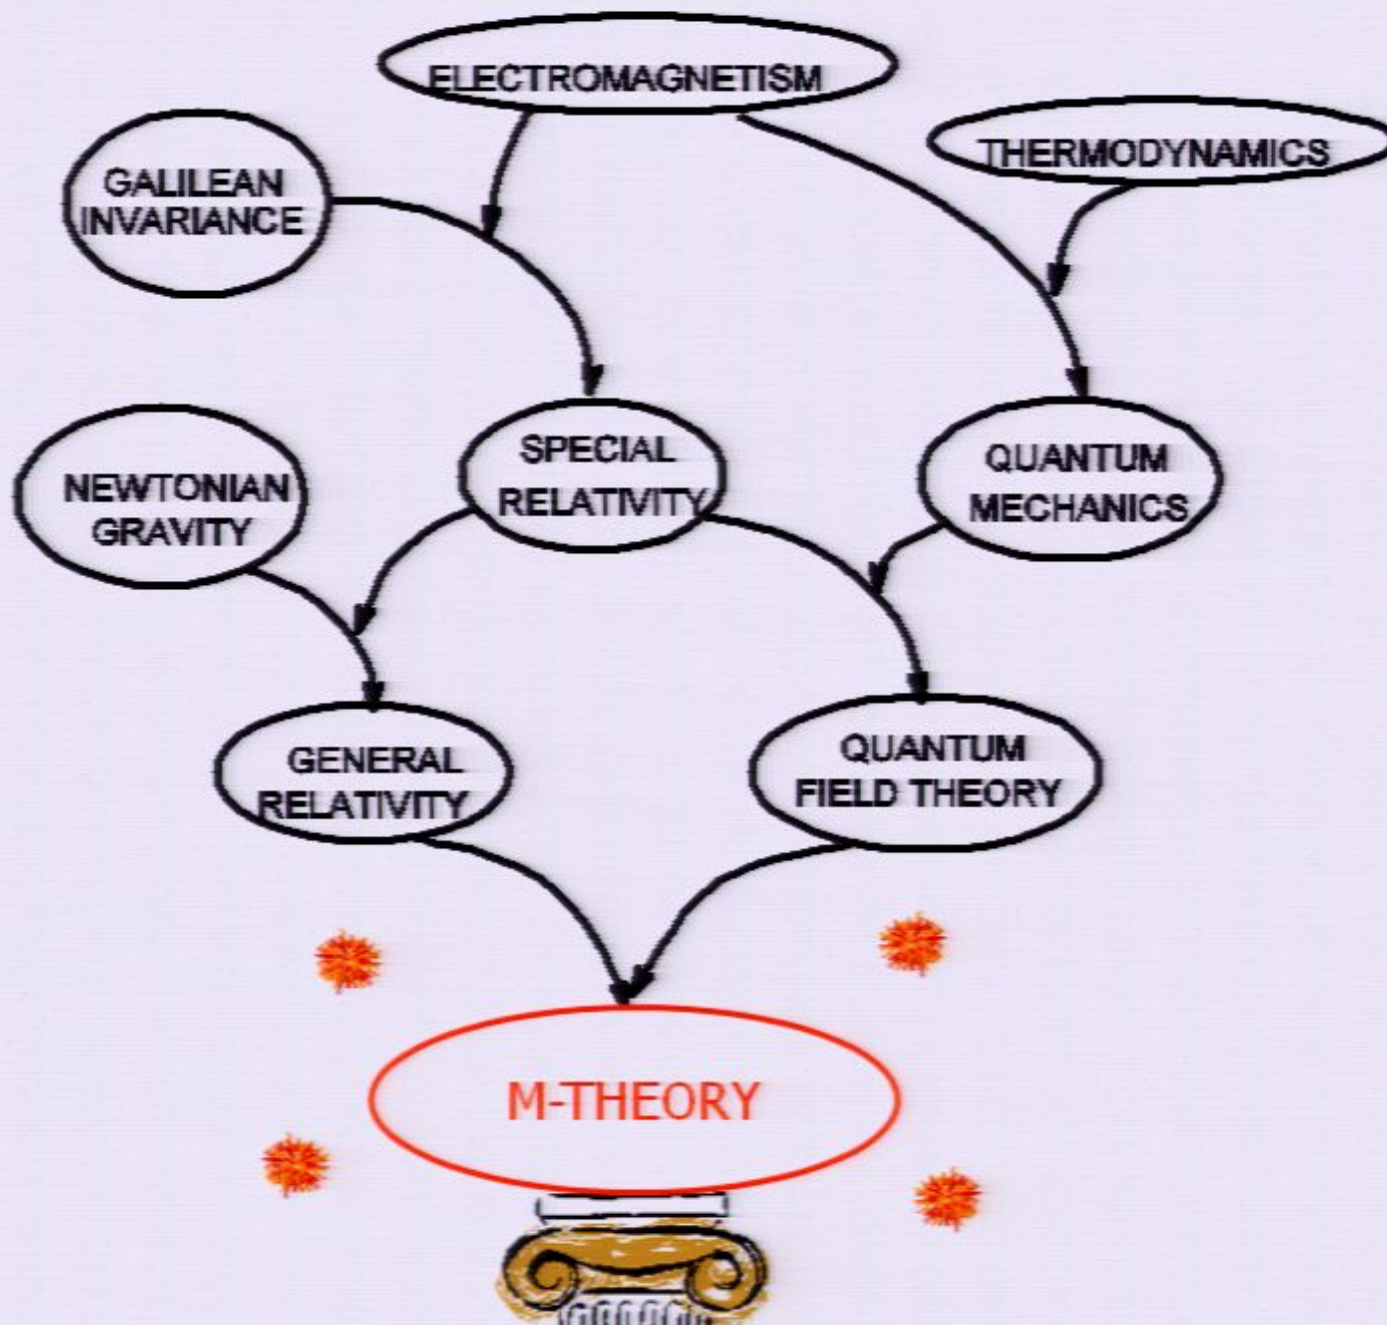 ELECTROMAGNETISM
THERMODYNAMICS
GALILEAN
INVARIANCE
NEWTONIAN
GRAVITY
SPECIAL
RELATIVITY
QUANTUM
MECHANICS
GENERAL
RELATIVITY
QUANTUM
FIELD THEORY
M-THEORY